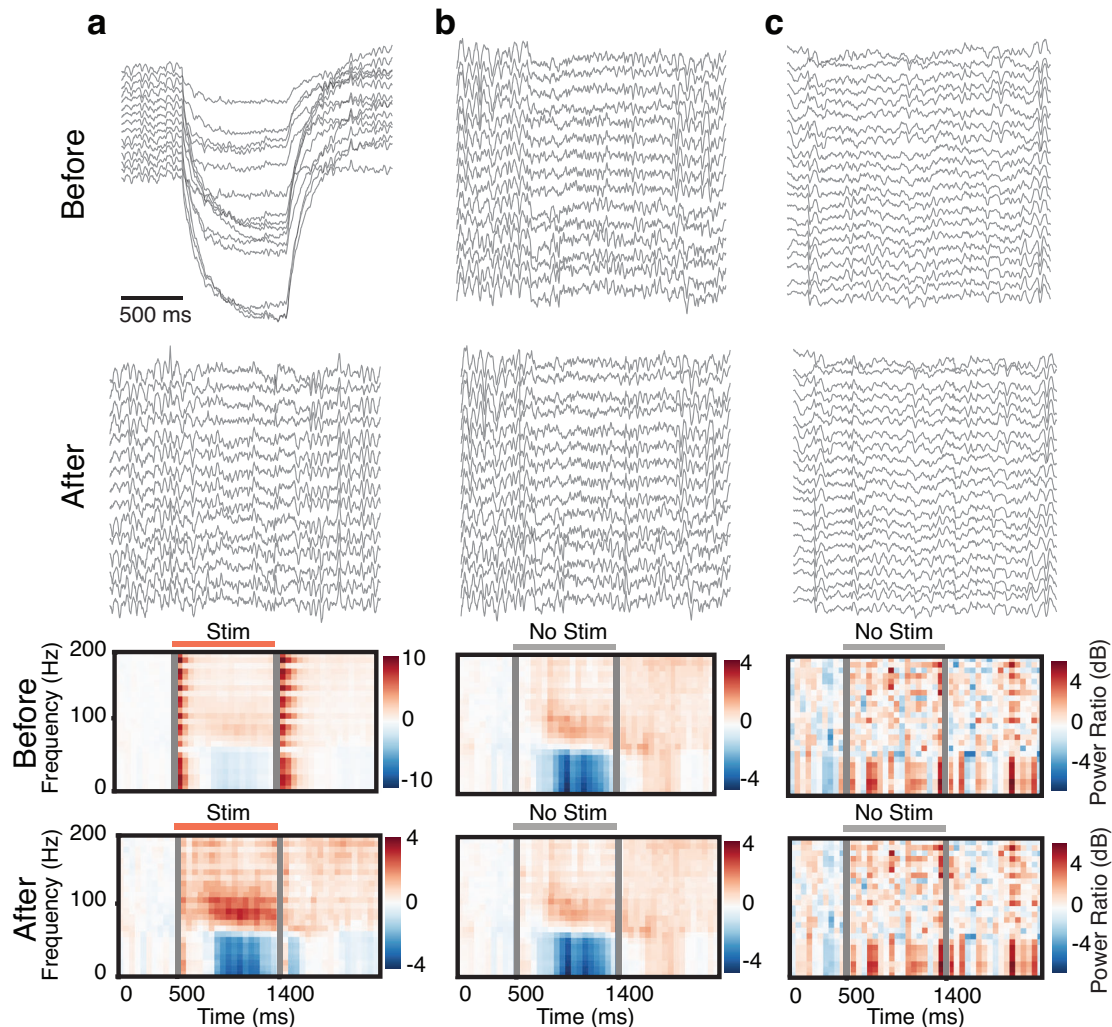 a b c
Before
500 ms
After
Stim No Stim No Stim
Before
Frequency (Hz)
200
100
0
10
0
-10
4
0
-4
4
0
-4
Power Ratio (dB)
Stim No Stim No Stim
After
Frequency (Hz)
200
100
0
4
0
-4
4
0
-4
4
0
-4
Power Ratio (dB)
0 500 1400 0 500 1400 0 500 1400
Time (ms) Time (ms) Time (ms)